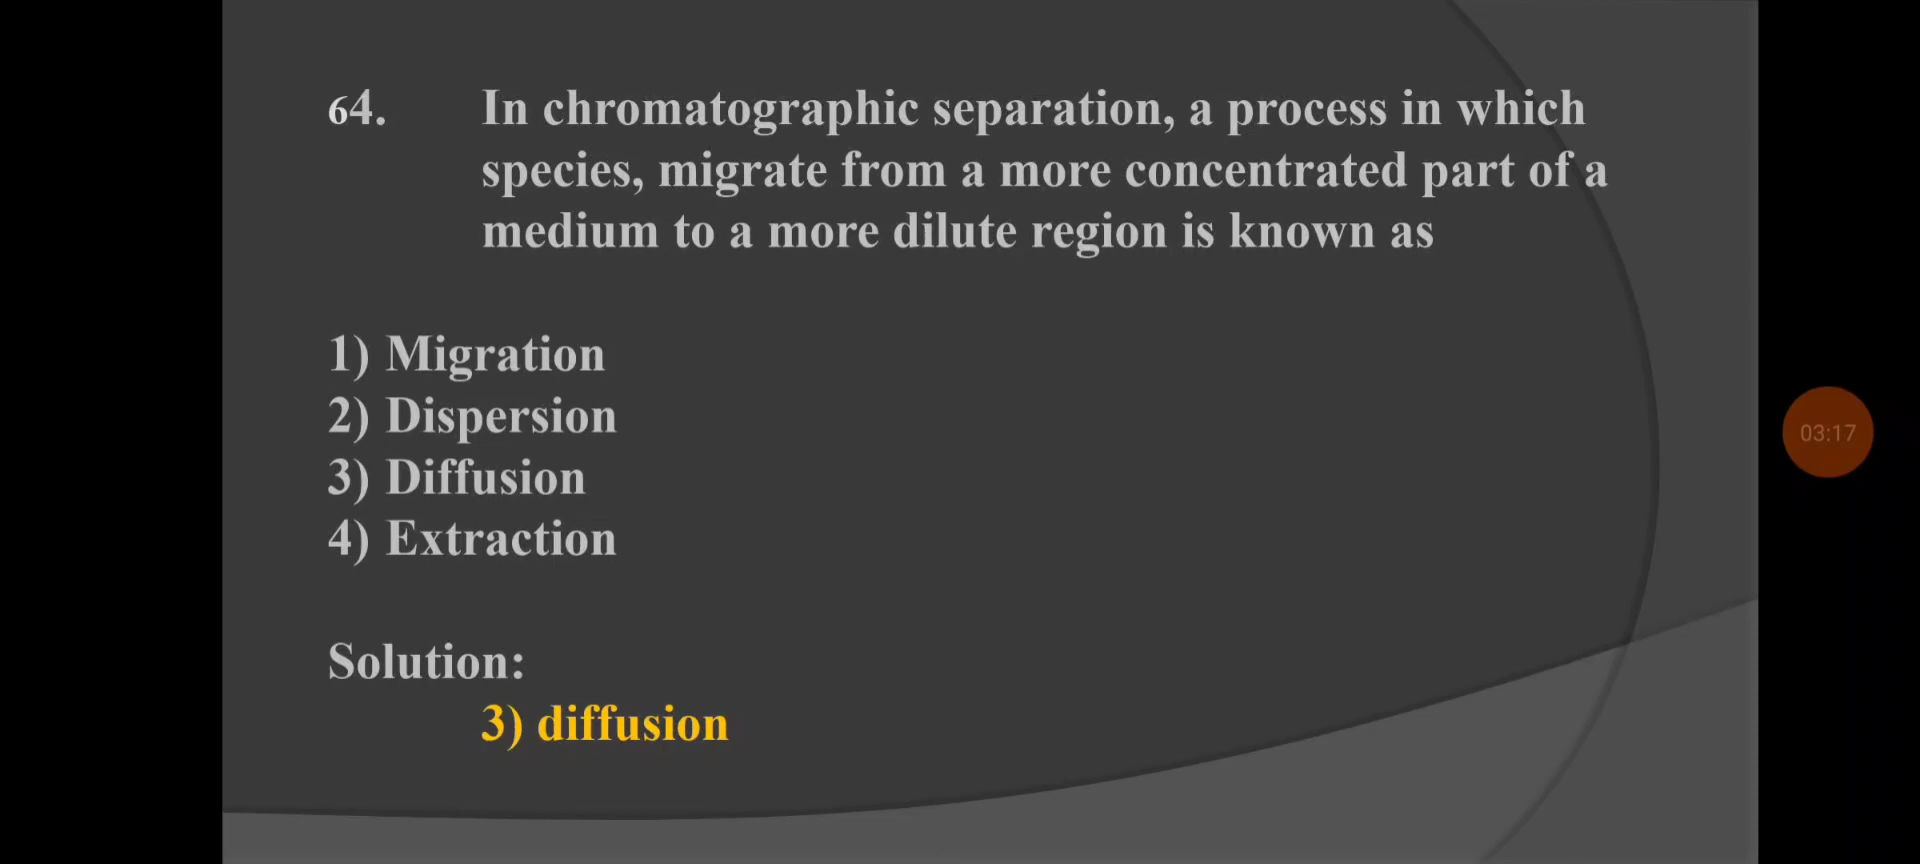 64. In chromatographic separation, a process in which
species, migrate from a more concentrated part of a
medium to a more dilute region is known as
1) Migration
2) Dispersion
3) Diffusion
4) Extraction
Solution:
3) diffusion
03:17